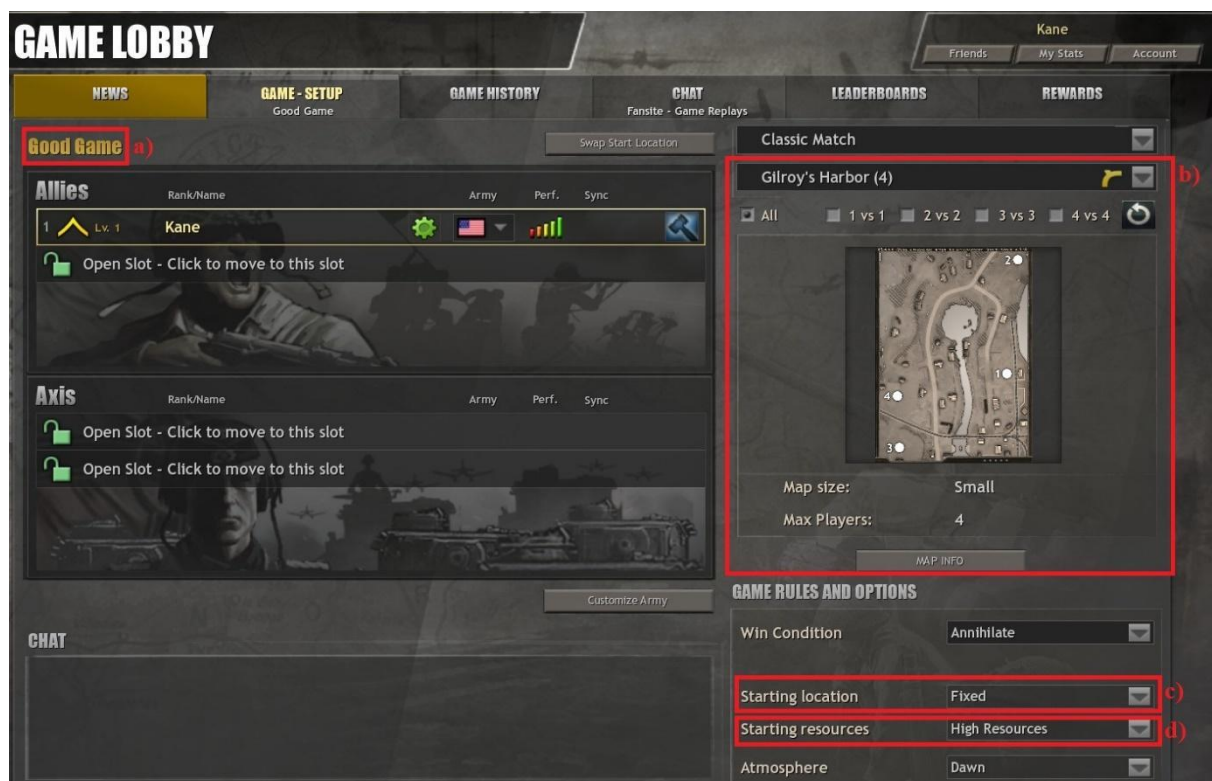 GAME LOBBY
Kane
Friends My Stats Account
NEWS GAME - SETUP GAME HISTORY CHAT LEADERBOARDS REWARDS
Good Game Fansite - Game Replays
Good Game a)
Swap Start Location
Classic Match
Gilroy's Harbor (4) b)
Allies Rank/Name Army Perf. Sync
All 1 vs 1 2 vs 2 3 vs 3 4 vs 4
1 Lv. 1 Kane
Open Slot - Click to move to this slot
2
1
4
3
Axis Rank/Name Army Perf. Sync
Open Slot - Click to move to this slot
Open Slot - Click to move to this slot
Map size: Small
Max Players: 4
MAP INFO
Customize Army
GAME RULES AND OPTIONS
CHAT
Win Condition Annihilate
Starting location Fixed c)
Starting resources High Resources d)
Atmosphere Dawn